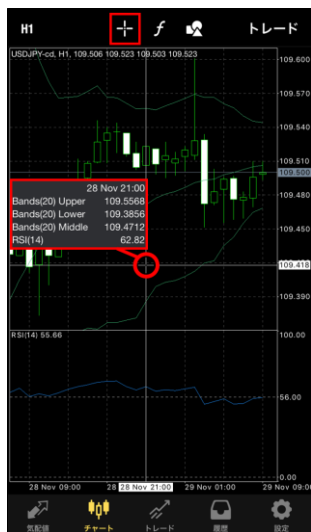 H1 f トレード
USDJPY-cd, H1, 109.506 109.523 109.503 109.523
109.600
109.570
109.540
109.510
109.500
109.480
109.450
109.418
109.390
28 Nov 21:00
Bands(20) Upper 109.5568
Bands(20) Lower 109.3856
Bands(20) Middle 109.4712
RSI(14) 62.82
RSI(14) 55.66
100.00
56.00
0.00
28 Nov 09:00 28 28 Nov 21:00 29 Nov 01:00 29 Nov 09:00
気配値 チャート トレード 履歴 設定